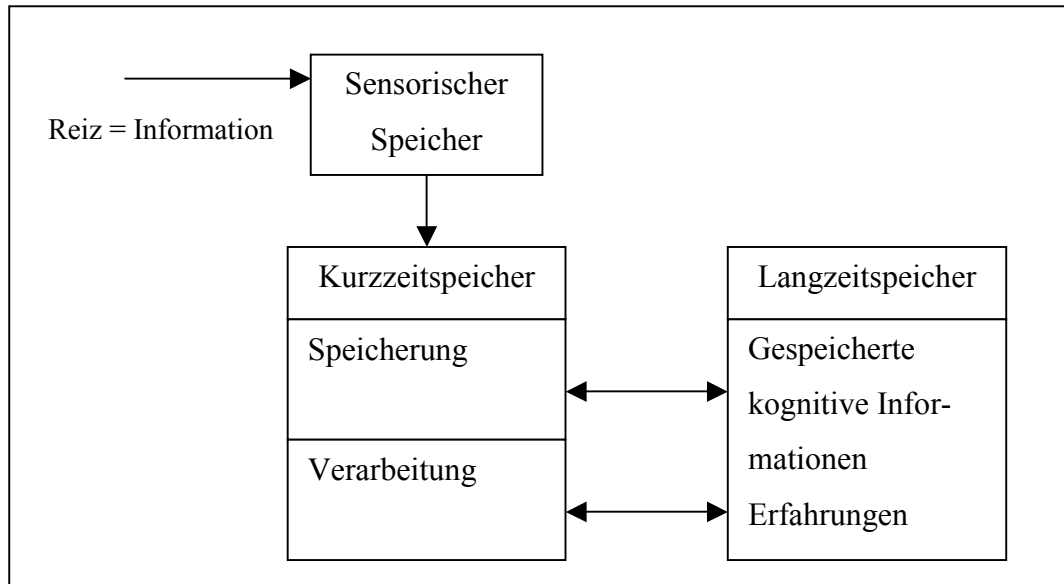 Sensorischer
Speicher
Reiz = Information
Kurzzeitspeicher
Speicherung
Verarbeitung
Langzeitspeicher
Gespeicherte
kognitive Infor-
mationen
Erfahrungen